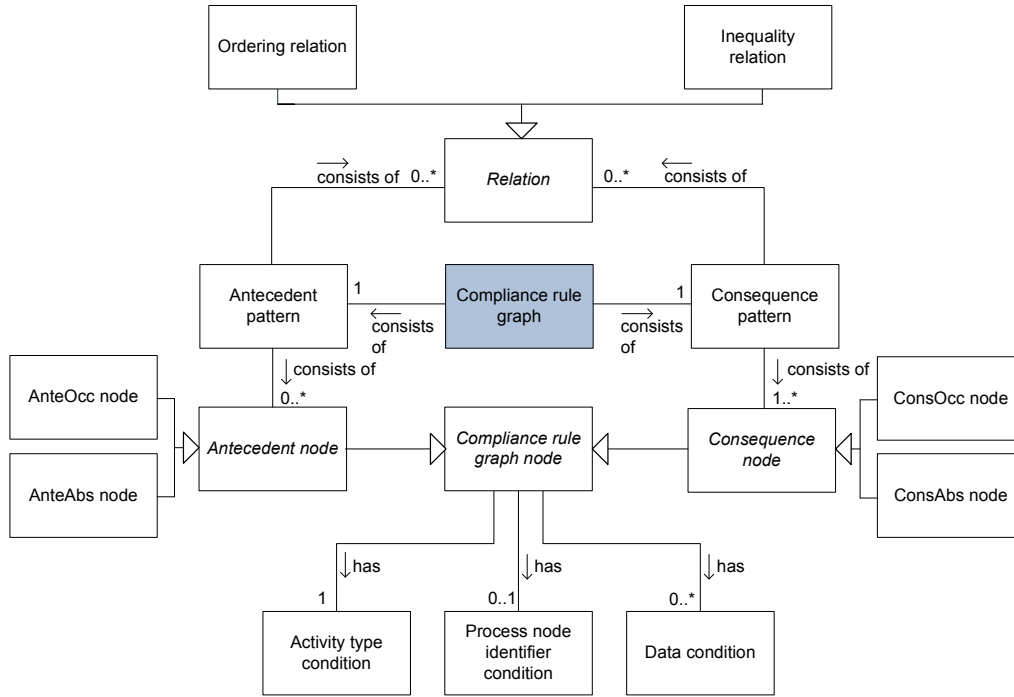 Ordering relation
Inequality
relation
consists of
0..*
Relation
0..*
consists of
Antecedent
pattern
1
consists
of
Compliance rule
graph
1
consists
of
Consequence
pattern
consists of
0..*
consists of
1..*
AnteOcc node
AnteAbs node
Antecedent node
Compliance rule
graph node
Consequence
node
ConsOcc node
ConsAbs node
has
1
has
0..1
has
0..*
Activity type
condition
Process node
identifier
condition
Data condition